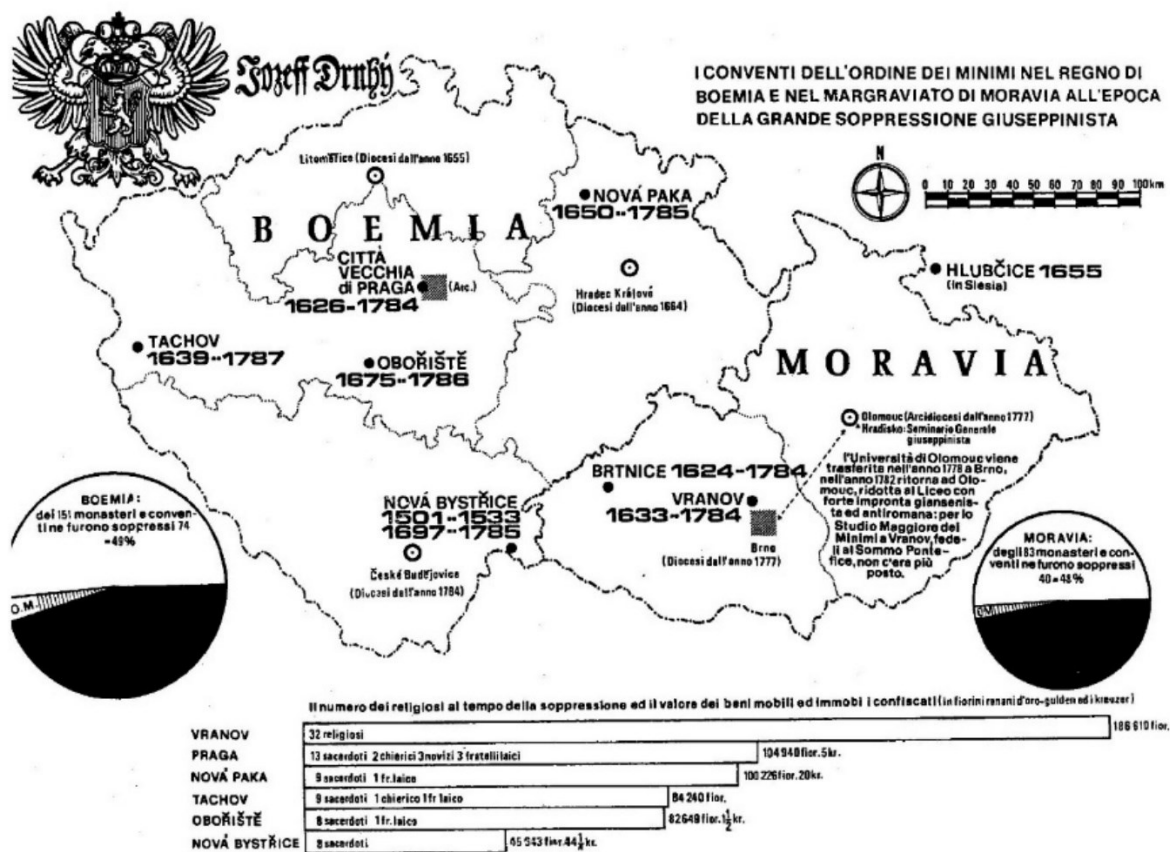 Jozeff Druhý
I CONVENTI DELL'ORDINE DEI MINIMI NEL REGNO DI
BOEMIA E NEL MARGRAVIATO DI MORAVIA ALL'EPOCA
DELLA GRANDE SOPPRESSIONE GIUSEPPINISTA
N
0 10 20 30 40 50 60 70 80 90 100km
Litoměřice (Diocesi dall'anno 1655)
NOVÁ PAKA
1650--1785
BOEMIA
CITTÀ
VECCHIA
di PRAGA
(Arc.)
1626-1784
Hradec Králové
(Diocesi dall'anno 1664)
HLUBČICE 1655
(in Slesia)
TACHOV
1639--1787
OBOŘIŠTĚ
1675--1786
MORAVIA
Olomouc (Arcidiocesi dall'anno 1777)
Hradisko: Seminario Generale
giuseppinista
l'Università di Olomouc viene
trasferita nell'anno 1778 a Brno,
nell'anno 1782 ritorna ad Olo-
mouc, ridotta al Liceo con
forte impronta giansenis-
ta ed antiromana: per lo
Studio Maggiore dei
Minimi a Vranov, fede-
li al Sommo Ponte-
fice, non c'era più
posto.
BRTNICE 1624-1784
VRANOV
1633--1784
Brno
(Diocesi dall'anno 1777)
NOVÁ BYSTŘICE
1501--1533
1697--1785
České Budějovice
(Diocesi dall'anno 1784)
BOEMIA:
dei 151 monasteri e conven-
ti ne furono soppressi 74
=49%
O.M.
MORAVIA:
degli 83 monasteri e con-
venti ne furono soppressi
40=48%
O.M.
Il numero dei religiosi al tempo della soppressione ed il valore dei beni mobili ed immobi i confiscati (in fiorini renani d'oro-gulden ed i kreuzer)
VRANOV 32 religiosi 186 610 fior.
PRAGA 13 sacerdoti 2 chierici 3 novizi 3 fratelli laici 104 940 fior. 5 kr.
NOVÁ PAKA 9 sacerdoti 1 fr. laico 100 226 fior. 20 kr.
TACHOV 9 sacerdoti 1 chierico 1 fr laico 84 240 fior.
OBOŘIŠTĚ 8 sacerdoti 1 fr. laico 82 649 fior. 1½ kr.
NOVÁ BYSTŘICE 8 sacerdoti